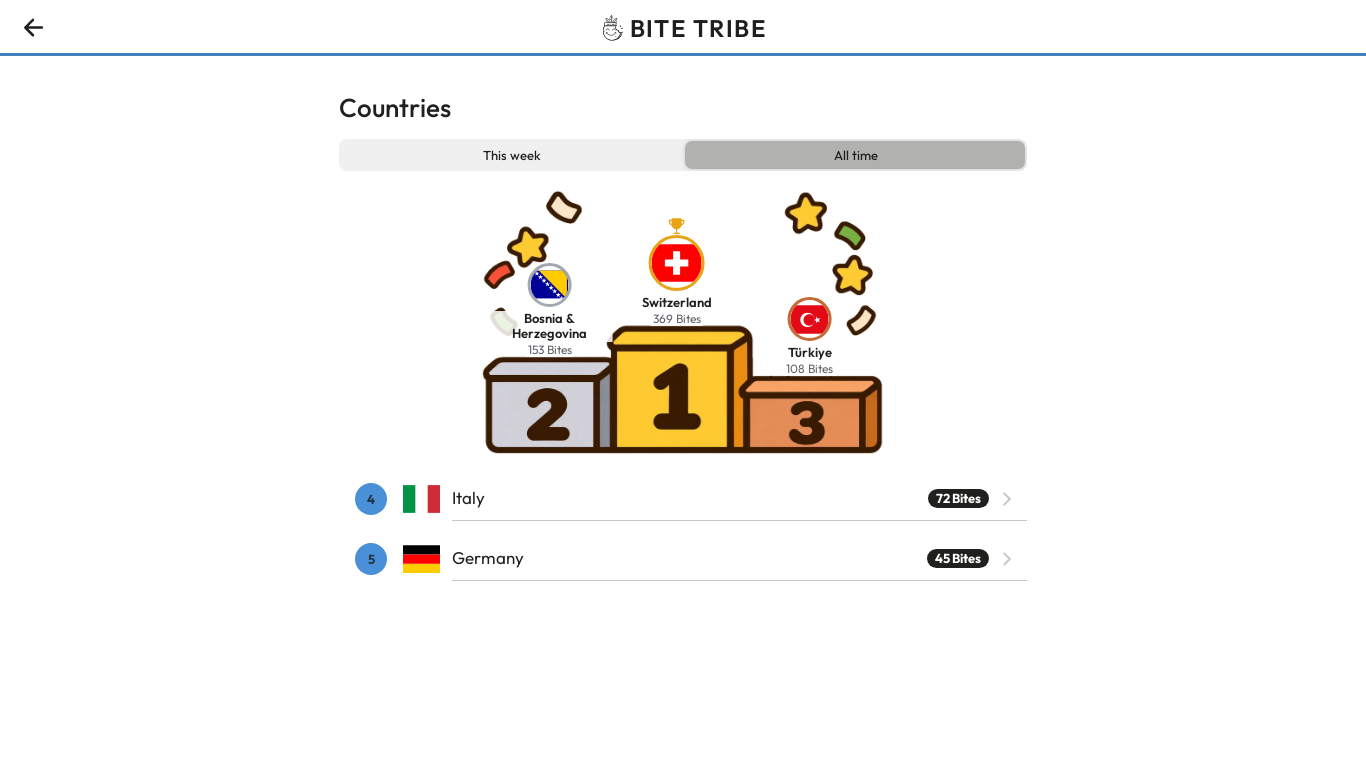 BITE TRIBE
Countries
This week
All time
Switzerland
369 Bites
Bosnia &
Herzegovina
153 Bites
Türkiye
108 Bites
2
1
3
4
Italy
72 Bites
5
Germany
45 Bites